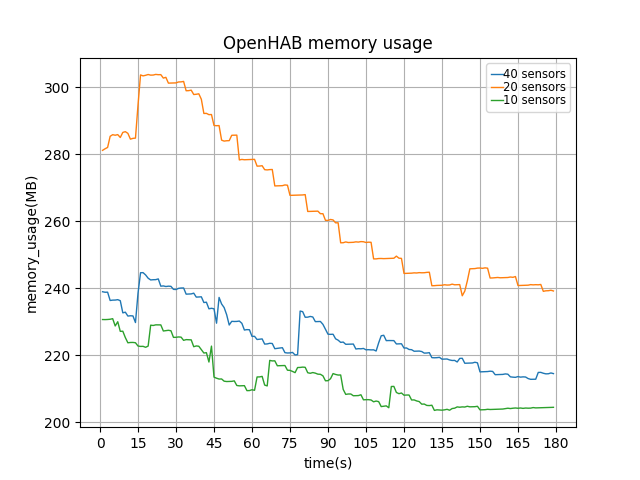 OpenHAB memory usage
40 sensors
20 sensors
10 sensors
memory_usage(MB)
300
280
260
240
220
200
0 15 30 45 60 75 90 105 120 135 150 165 180
time(s)